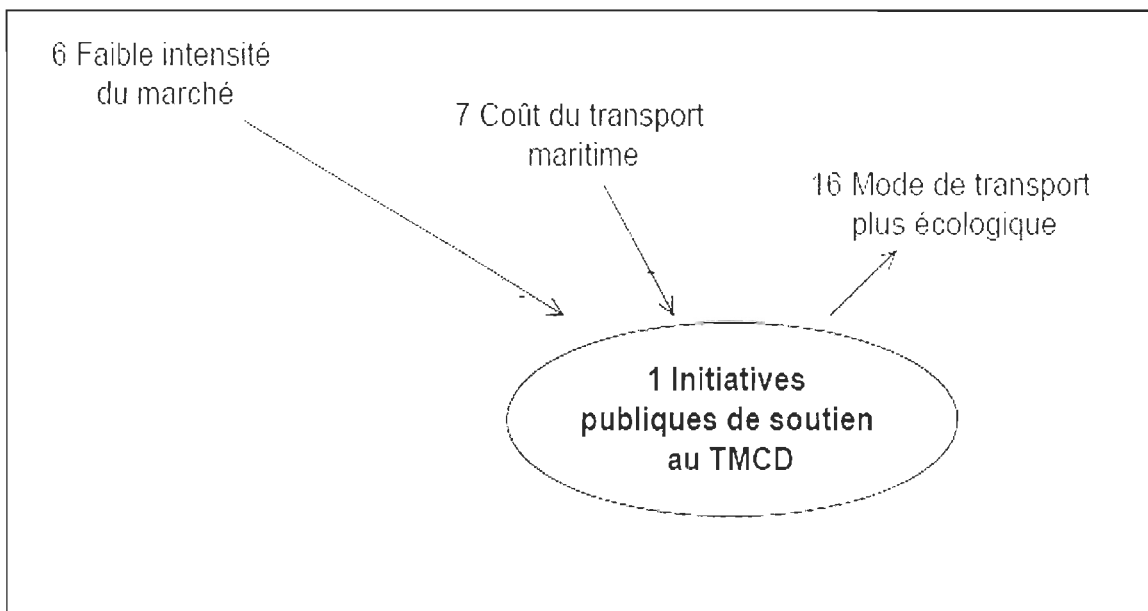 6 Faible intensité
du marché
7 Coût du transport
maritime
16 Mode de transport
plus écologique
-
-
-
1 Initiatives
publiques de soutien
au TMCD